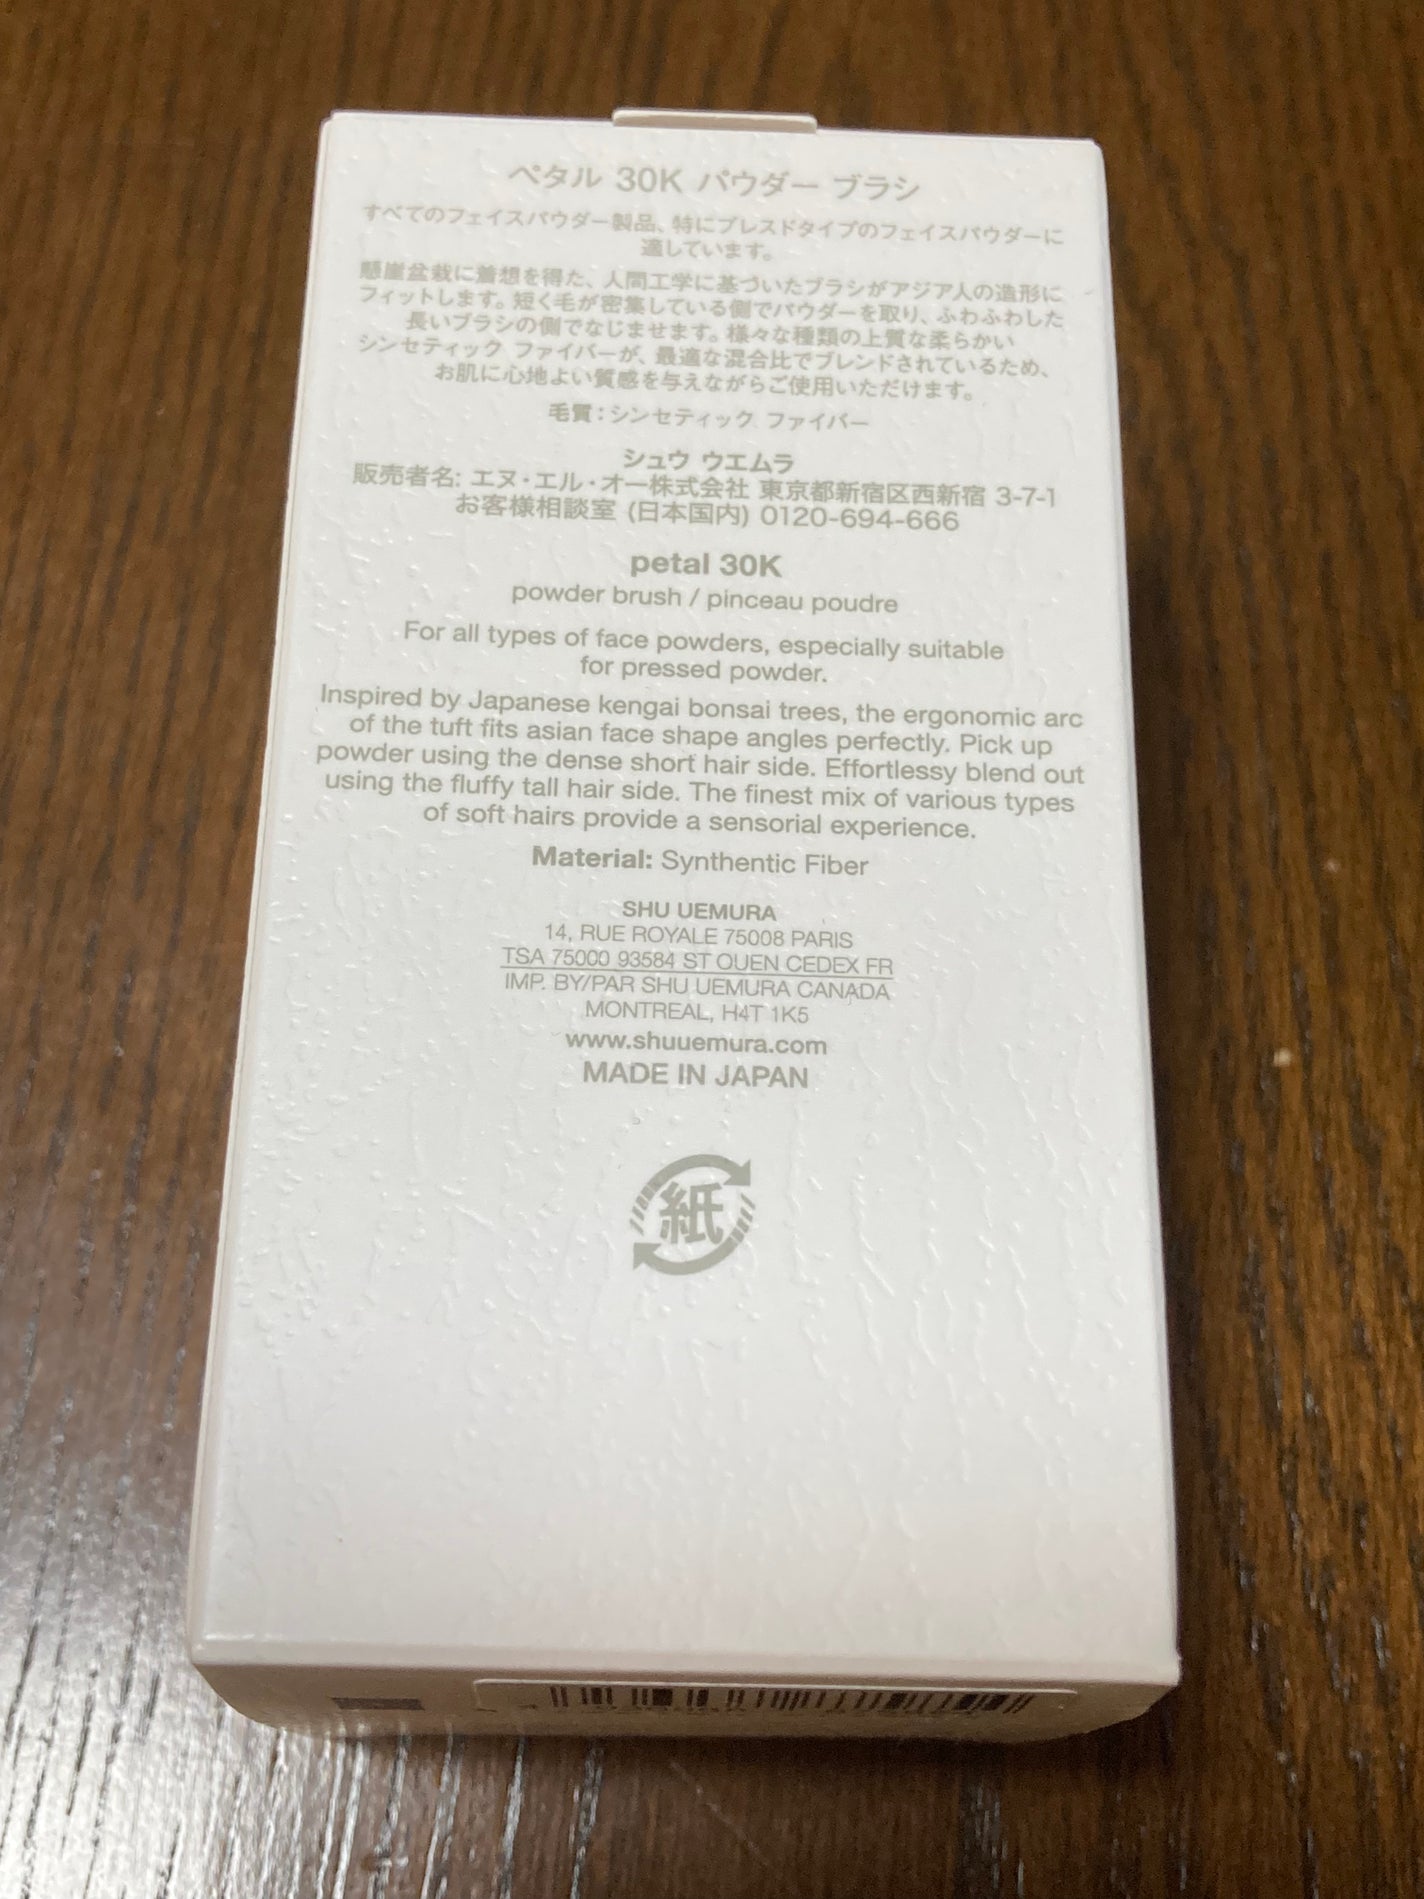 ペタル 30K パウダー ブラシ
すべてのフェイスパウダー製品、特にプレスドタイプのフェイスパウダーに
適しています。
懸崖盆栽に着想を得た、人間工学に基づいたブラシがアジア人の造形に
フィットします。短く毛が密集している側でパウダーを取り、ふわふわした
長いブラシの側でなじませます。様々な種類の上質な柔らかい
シンセティック ファイバーが、最適な混合比でブレンドされているため、
お肌に心地よい質感を与えながらご使用いただけます。
毛質:シンセティック ファイバー
シュウ ウエムラ
販売者名: エヌ・エル・オー株式会社 東京都新宿区西新宿 3-7-1
お客様相談室 (日本国内) 0120-694-666
petal 30K
powder brush / pinceau poudre
For all types of face powders, especially suitable
for pressed powder.
Inspired by Japanese kengai bonsai trees, the ergonomic arc
of the tuft fits asian face shape angles perfectly. Pick up
powder using the dense short hair side. Effortlessy blend out
using the fluffy tall hair side. The finest mix of various types
of soft hairs provide a sensorial experience.
Material: Synthentic Fiber
SHU UEMURA
14, RUE ROYALE 75008 PARIS
TSA 75000 93584 ST OUEN CEDEX FR
IMP. BY/PAR SHU UEMURA CANADA
MONTREAL, H4T 1K5
www.shuuemura.com
MADE IN JAPAN
紙